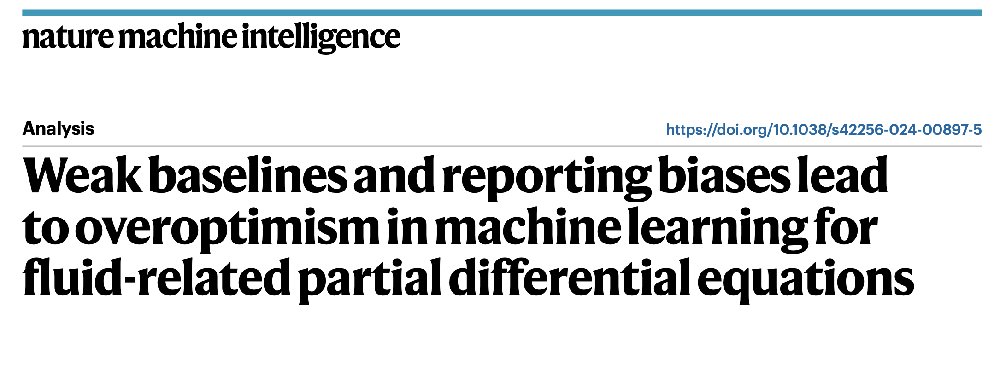 nature machine intelligence
Analysis
https://doi.org/10.1038/s42256-024-00897-5
Weak baselines and reporting biases lead
to overoptimism in machine learning for
fluid-related partial differential equations